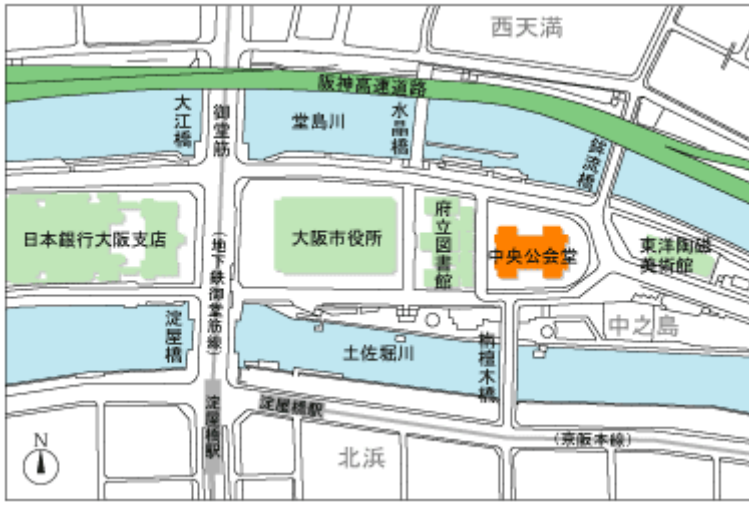 西天満
阪神高速道路
大江橋
御堂筋
堂島川
水晶橋
鉾流橋
日本銀行大阪支店
大阪市役所
府立図書館
中央公会堂
東洋陶磁
美術館
(地下鉄御堂筋線)
淀屋橋
土佐堀川
栴檀木橋
中之島
淀屋橋駅
淀屋橋駅
(京阪本線)
北浜
N